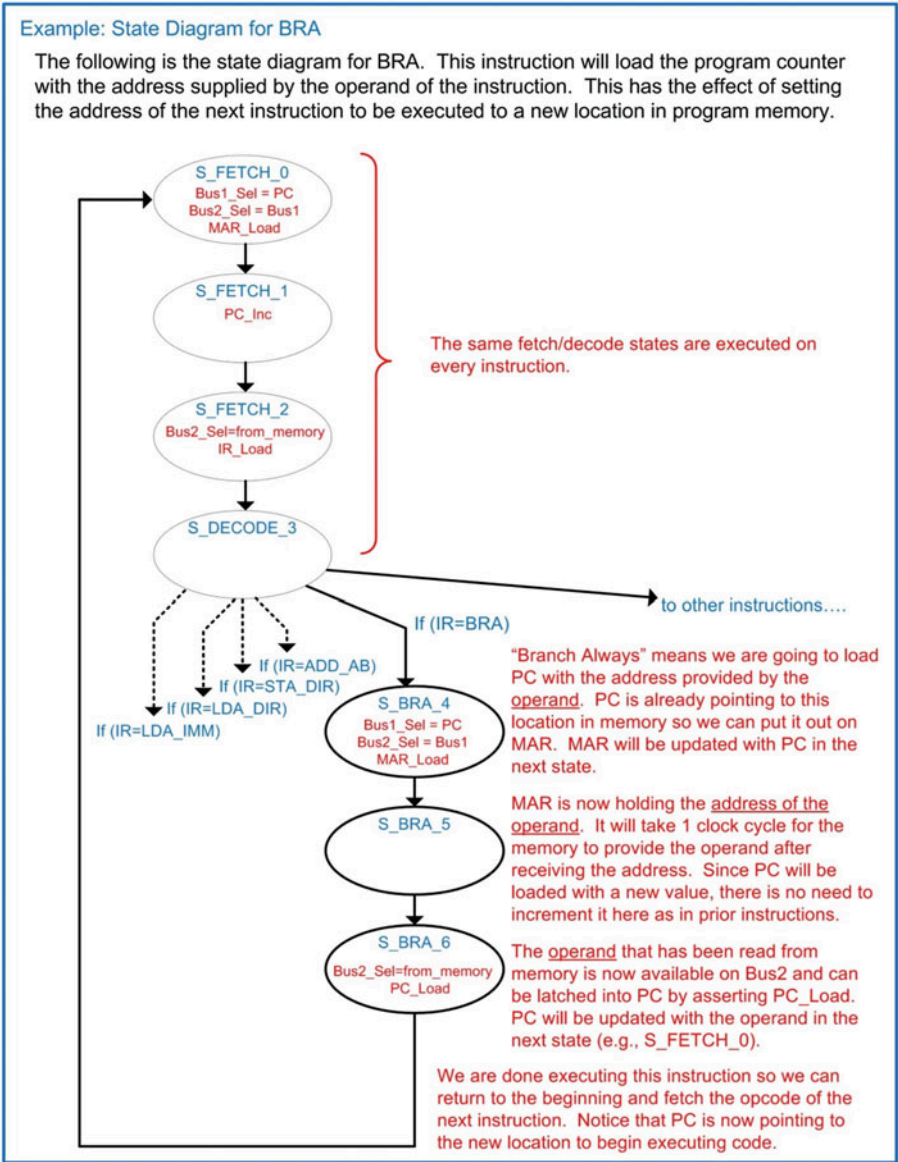 Example: State Diagram for BRA
The following is the state diagram for BRA. This instruction will load the program counter
with the address supplied by the operand of the instruction. This has the effect of setting
the address of the next instruction to be executed to a new location in program memory.
S_FETCH_0
Bus1_Sel = PC
Bus2_Sel = Bus1
MAR_Load
S_FETCH_1
PC_Inc
The same fetch/decode states are executed on
every instruction.
S_FETCH_2
Bus2_Sel=from_memory
IR_Load
S_DECODE_3
to other instructions....
If (IR=BRA)
If (IR=ADD_AB)
If (IR=STA_DIR)
If (IR=LDA_DIR)
If (IR=LDA_IMM)
S_BRA_4
Bus1_Sel = PC
Bus2_Sel = Bus1
MAR_Load
"Branch Always" means we are going to load
PC with the address provided by the
operand. PC is already pointing to this
location in memory so we can put it out on
MAR. MAR will be updated with PC in the
next state.
S_BRA_5
MAR is now holding the address of the
operand. It will take 1 clock cycle for the
memory to provide the operand after
receiving the address. Since PC will be
loaded with a new value, there is no need to
increment it here as in prior instructions.
S_BRA_6
Bus2_Sel=from_memory
PC_Load
The operand that has been read from
memory is now available on Bus2 and can
be latched into PC by asserting PC_Load.
PC will be updated with the operand in the
next state (e.g., S_FETCH_0).
We are done executing this instruction so we can
return to the beginning and fetch the opcode of the
next instruction. Notice that PC is now pointing to
the new location to begin executing code.